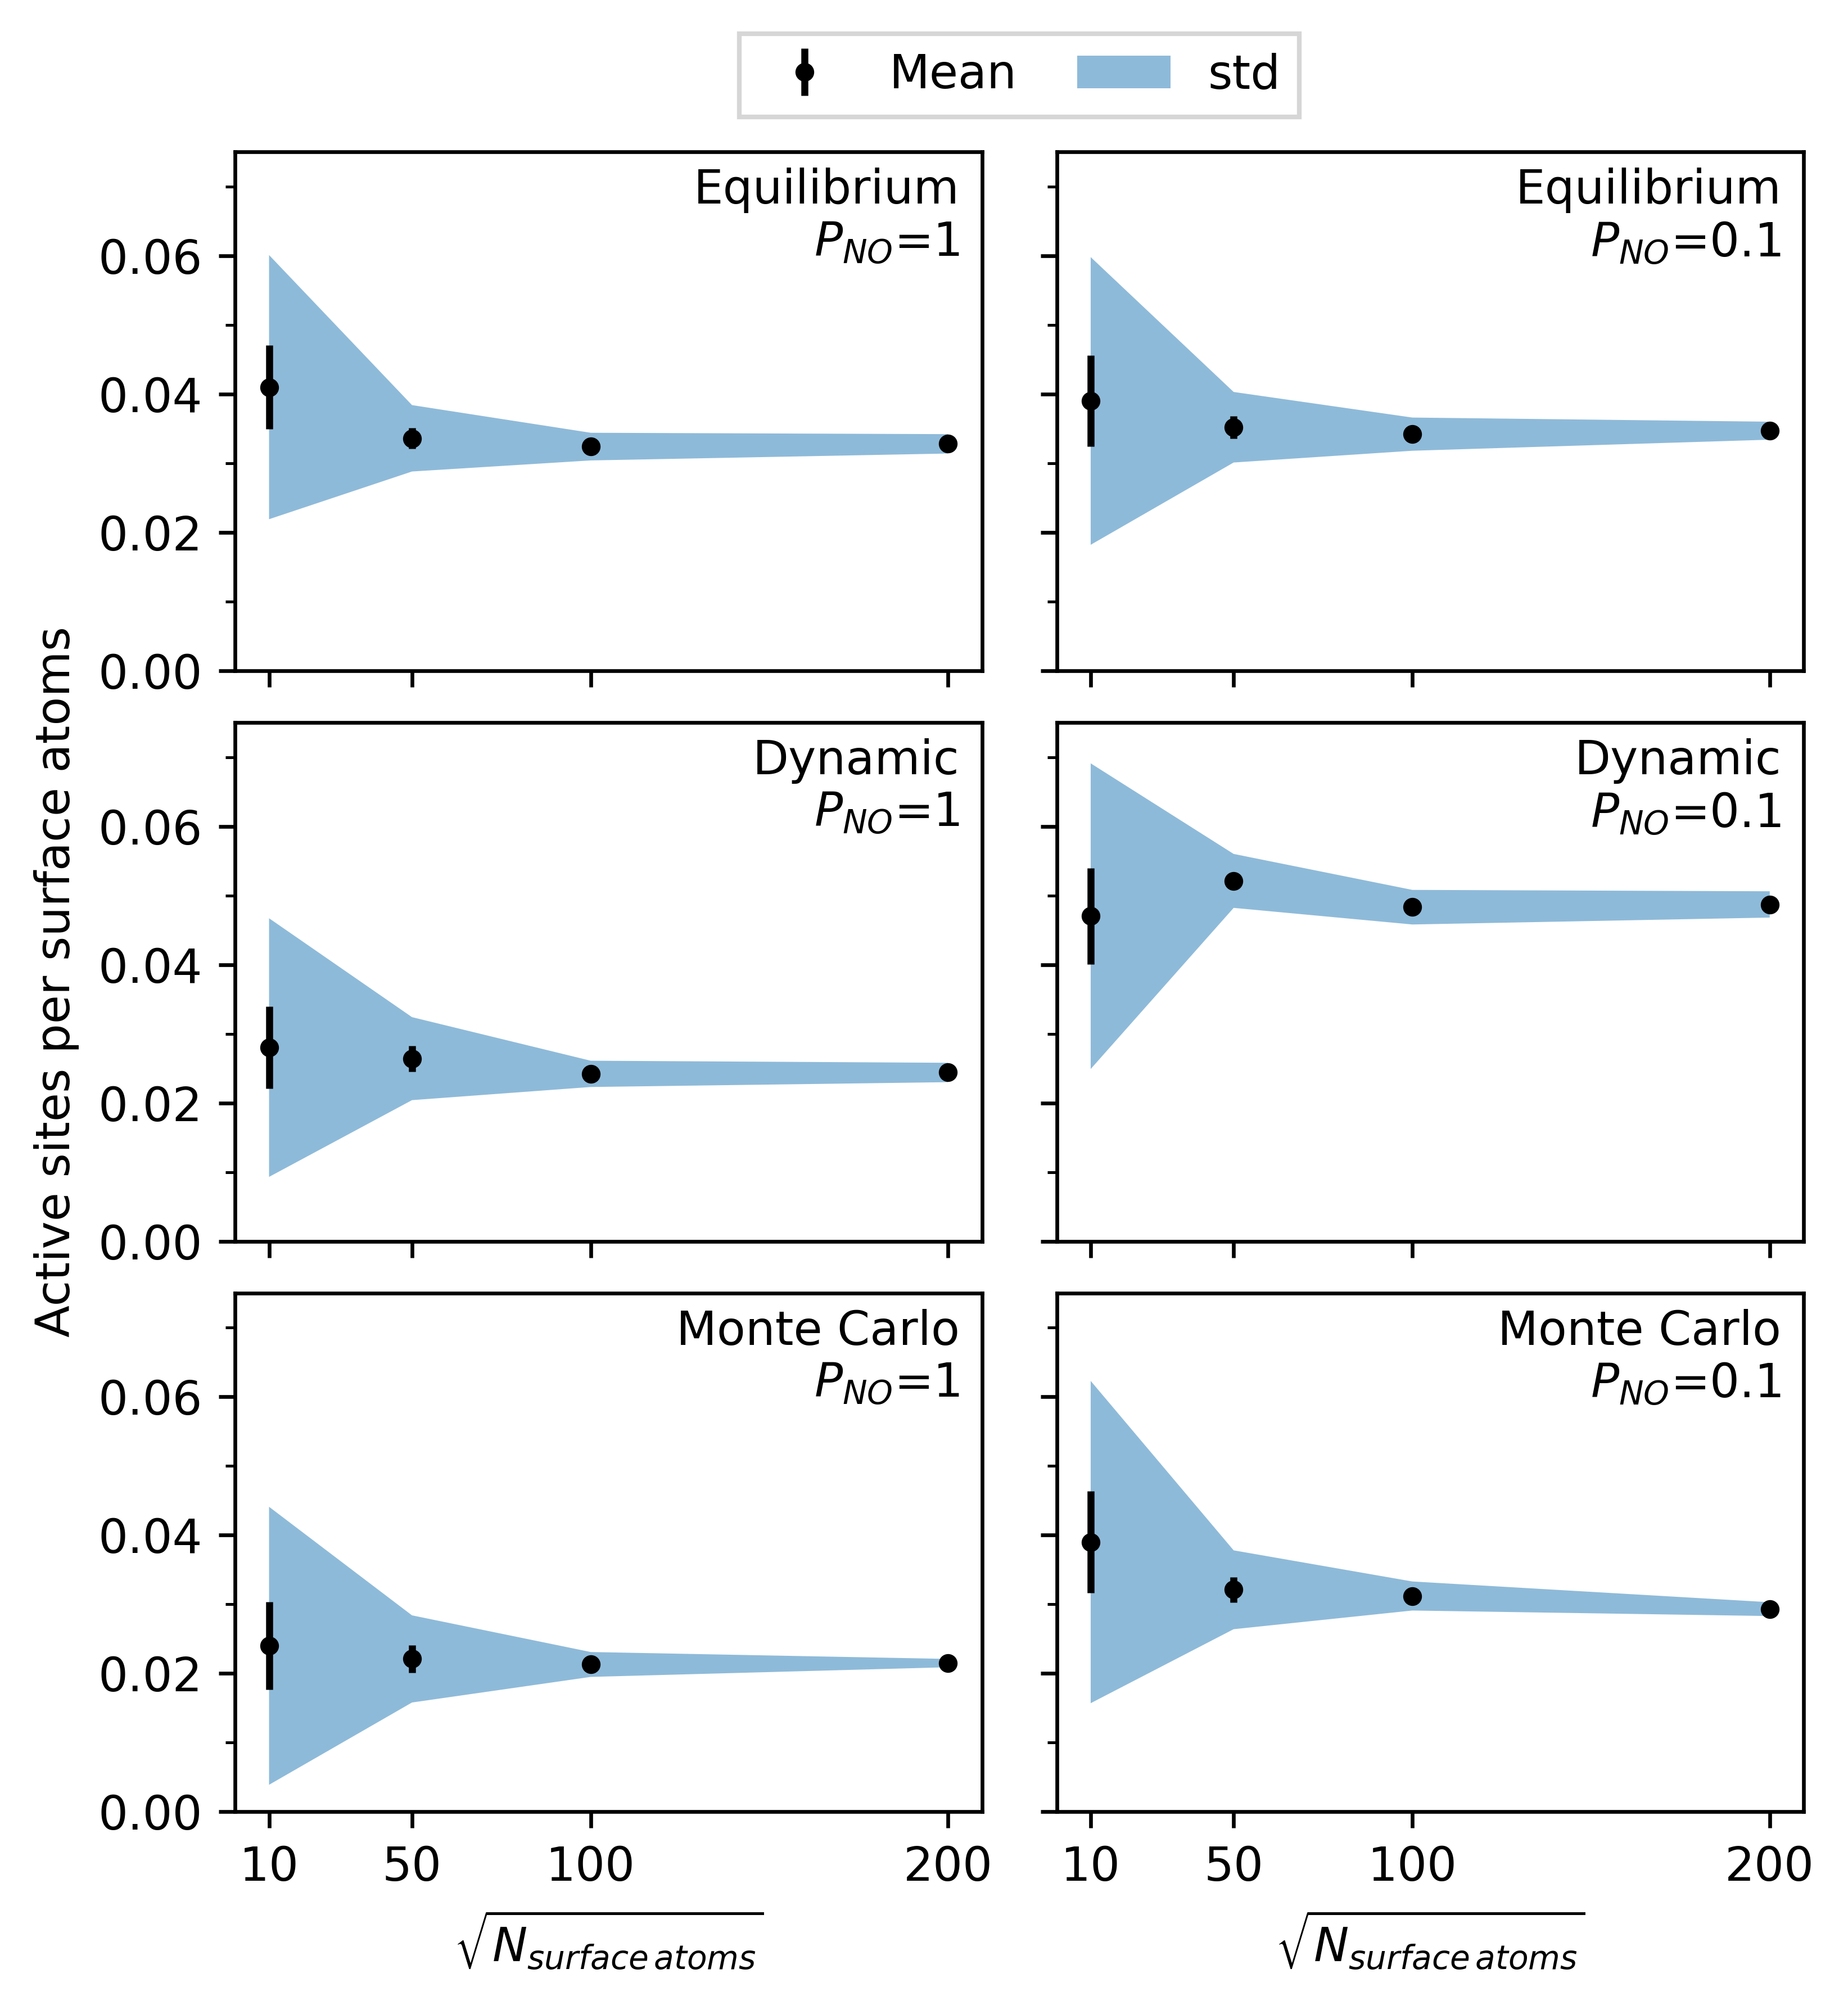 Mean std
Equilibrium
P_NO=1
0.06
0.04
0.02
0.00
Equilibrium
P_NO=0.1
Active sites per surface atoms
Dynamic
P_NO=1
0.06
0.04
0.02
0.00
Dynamic
P_NO=0.1
Monte Carlo
P_NO=1
0.06
0.04
0.02
0.00
10 50 100 200
√N_surface atoms
Monte Carlo
P_NO=0.1
10 50 100 200
√N_surface atoms